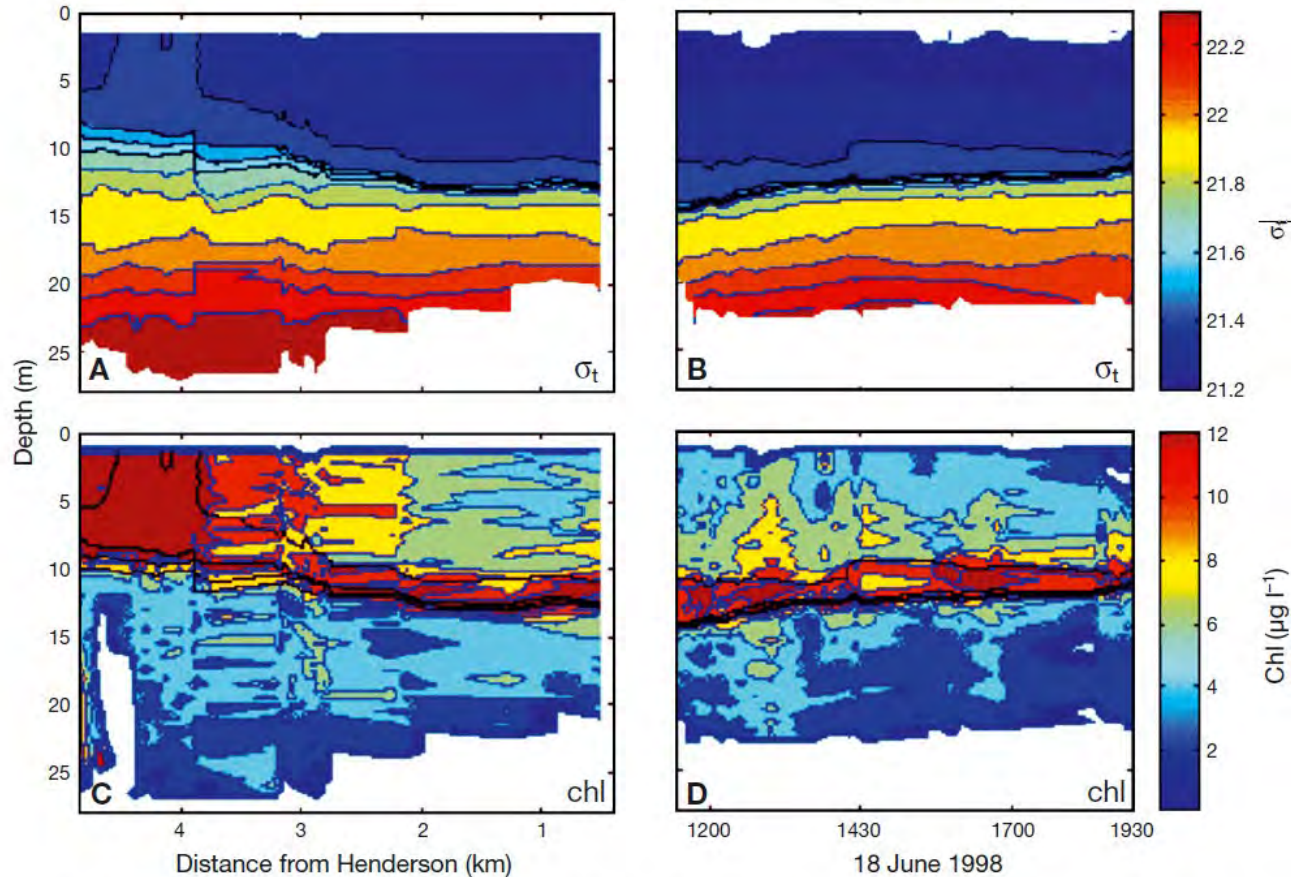 0
5
10
15
20
25
A
σt
B
σt
22.2
22
21.8
21.6
21.4
21.2
σt
Depth (m)
0
5
10
15
20
25
C
chl
D
chl
12
10
8
6
4
2
Chl (µg l⁻¹)
4 3 2 1
Distance from Henderson (km)
1200 1430 1700 1930
18 June 1998